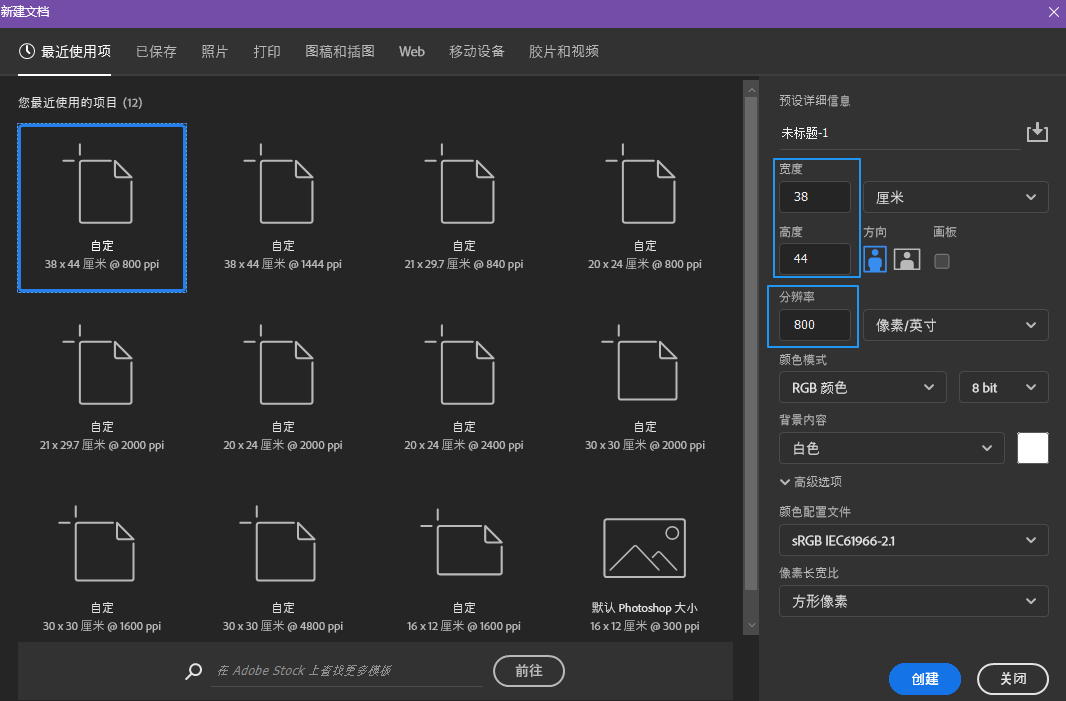 新建文档
最近使用项 已保存 照片 打印 图稿和插图 Web 移动设备 胶片和视频
您最近使用的项目 (12)
自定
38 x 44 厘米 @ 800 ppi
自定
38 x 44 厘米 @ 1444 ppi
自定
21 x 29.7 厘米 @ 840 ppi
自定
20 x 24 厘米 @ 800 ppi
自定
21 x 29.7 厘米 @ 2000 ppi
自定
20 x 24 厘米 @ 2000 ppi
自定
20 x 24 厘米 @ 2400 ppi
自定
30 x 30 厘米 @ 2000 ppi
自定
30 x 30 厘米 @ 1600 ppi
自定
30 x 30 厘米 @ 4800 ppi
自定
16 x 12 厘米 @ 1600 ppi
默认 Photoshop 大小
16 x 12 厘米 @ 300 ppi
在 Adobe Stock 上查找更多模板
前往
预设详细信息
未标题-1
宽度
38 厘米
高度 方向 画板
44
分辨率
800 像素/英寸
颜色模式
RGB 颜色 8 bit
背景内容
白色
高级选项
颜色配置文件
sRGB IEC61966-2.1
像素长宽比
方形像素
创建 关闭